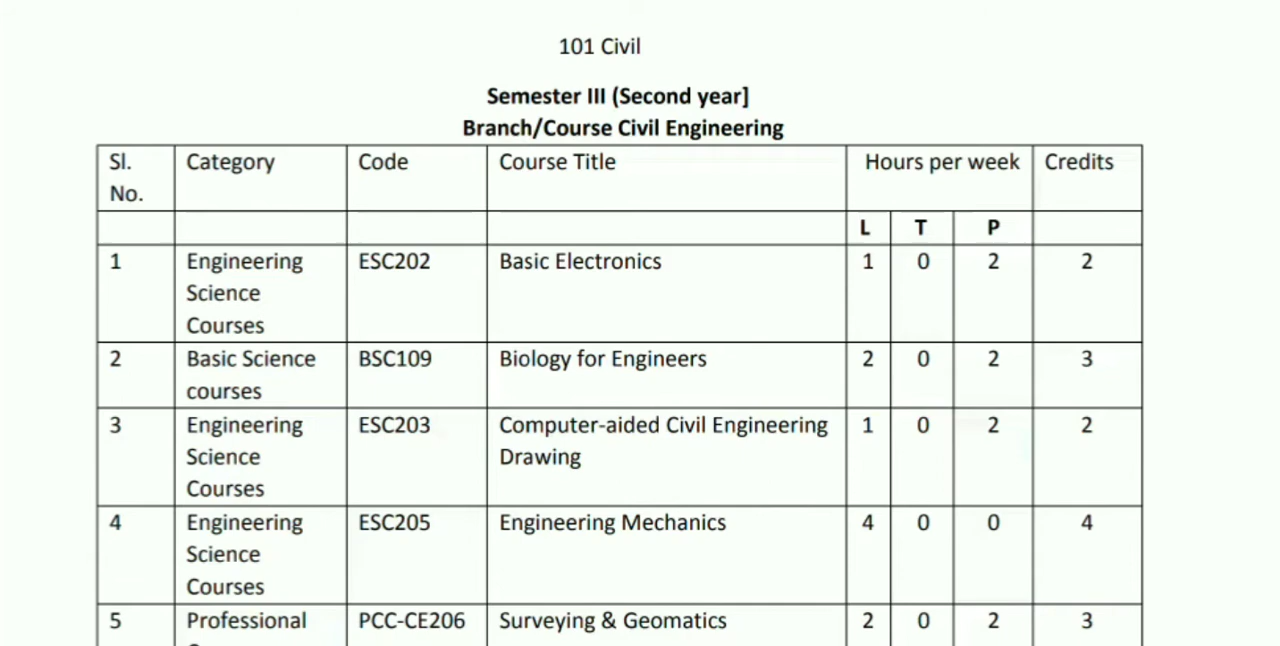 101 Civil
Semester III (Second year]
Branch/Course Civil Engineering
Sl. No. Category Code Course Title Hours per week Credits
L T P
1 Engineering Science Courses ESC202 Basic Electronics 1 0 2 2
2 Basic Science courses BSC109 Biology for Engineers 2 0 2 3
3 Engineering Science Courses ESC203 Computer-aided Civil Engineering Drawing 1 0 2 2
4 Engineering Science Courses ESC205 Engineering Mechanics 4 0 0 4
5 Professional PCC-CE206 Surveying & Geomatics 2 0 2 3